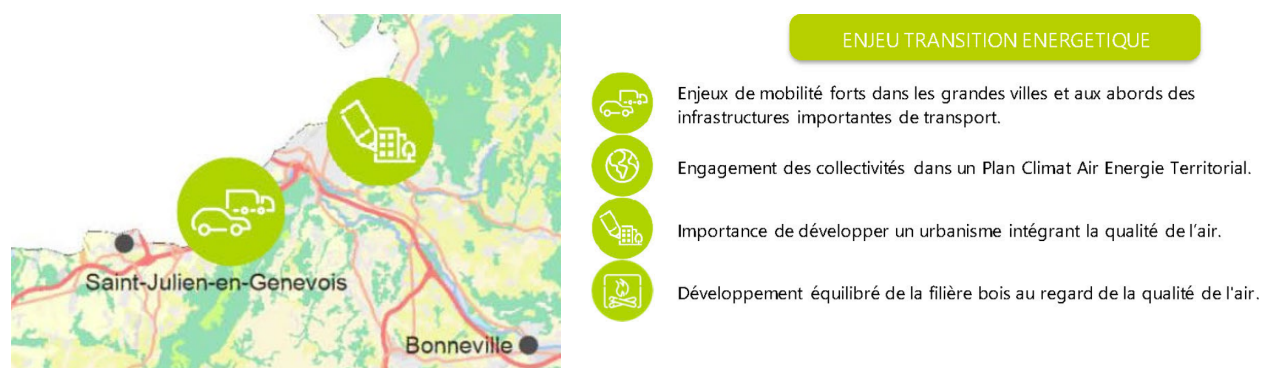 Saint-Julien-en-Genevois
Bonneville
ENJEU TRANSITION ENERGETIQUE
Enjeux de mobilité forts dans les grandes villes et aux abords des
infrastructures importantes de transport.
Engagement des collectivités dans un Plan Climat Air Energie Territorial.
Importance de développer un urbanisme intégrant la qualité de l'air.
Développement équilibré de la filière bois au regard de la qualité de l'air.